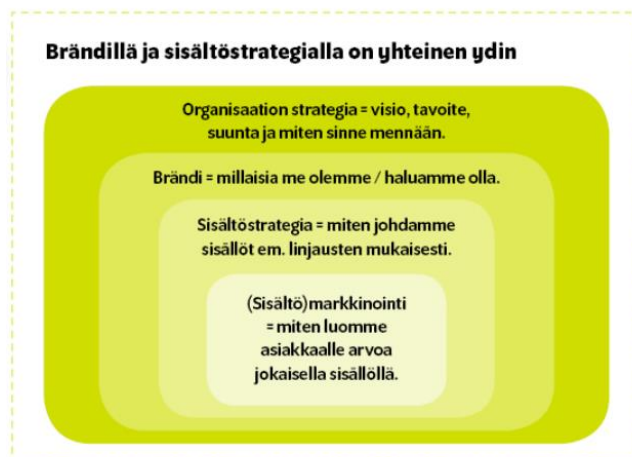 Brändillä ja sisältöstrategialla on yhteinen ydin
Organisaation strategia = visio, tavoite,
suunta ja miten sinne mennään.
Brändi = millaisia me olemme / haluamme olla.
Sisältöstrategia = miten johdamme
sisällöt em. linjausten mukaisesti.
(Sisältö)markkinointi
= miten luomme
asiakkaalle arvoa
jokaisella sisällöllä.